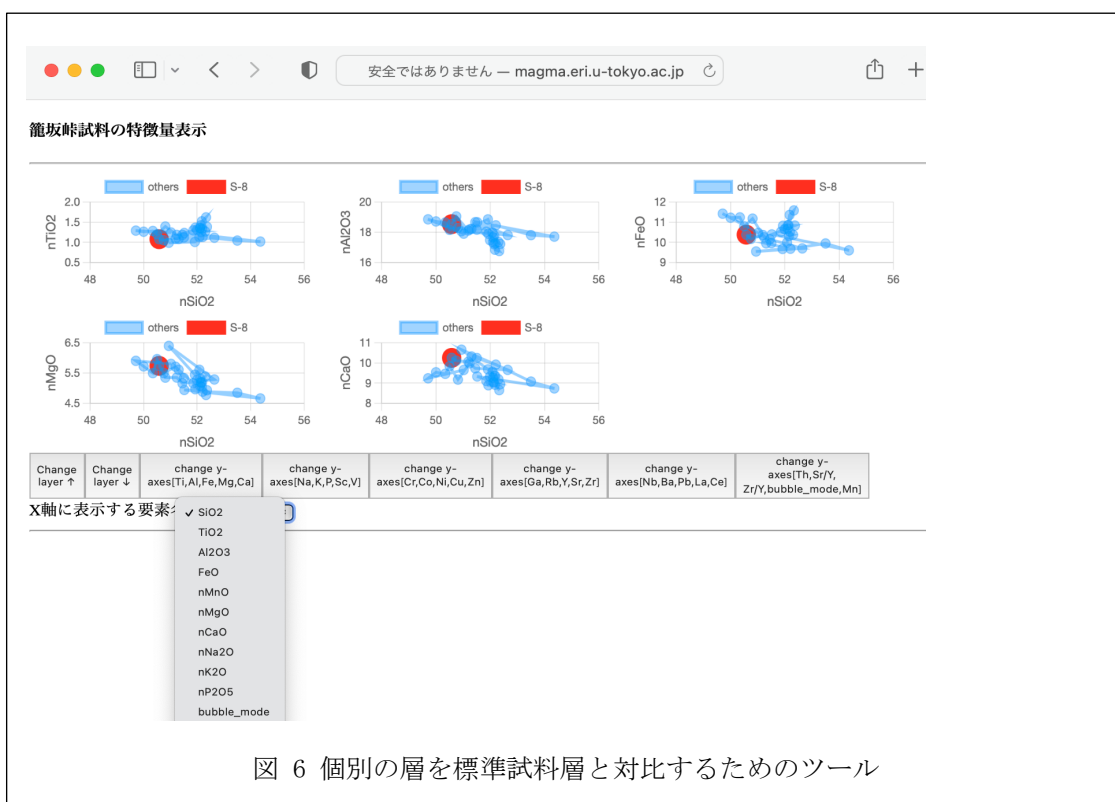 安全ではありません — magma.eri.u-tokyo.ac.jp
籠坂峠試料の特徴量表示
others S-8
2.0
1.5
1.0
0.5
nTiO2
48 50 52 54 56
nSiO2
others S-8
20
18
16
nAl2O3
48 50 52 54 56
nSiO2
others S-8
12
11
10
9
nFeO
48 50 52 54 56
nSiO2
others S-8
6.5
5.5
4.5
nMgO
48 50 52 54 56
nSiO2
others S-8
11
10
9
8
nCaO
48 50 52 54 56
nSiO2
Change
layer ↑
Change
layer ↓
change y-
axes[Ti,Al,Fe,Mg,Ca]
change y-
axes[Na,K,P,Sc,V]
change y-
axes[Cr,Co,Ni,Cu,Zn]
change y-
axes[Ga,Rb,Y,Sr,Zr]
change y-
axes[Nb,Ba,Pb,La,Ce]
change y-
axes[Th,Sr/Y,
Zr/Y,bubble_mode,Mn]
X軸に表示する要素
✓ SiO2
TiO2
Al2O3
FeO
nMnO
nMgO
nCaO
nNa2O
nK2O
nP2O5
bubble_mode
図 6 個別の層を標準試料層と対比するためのツール